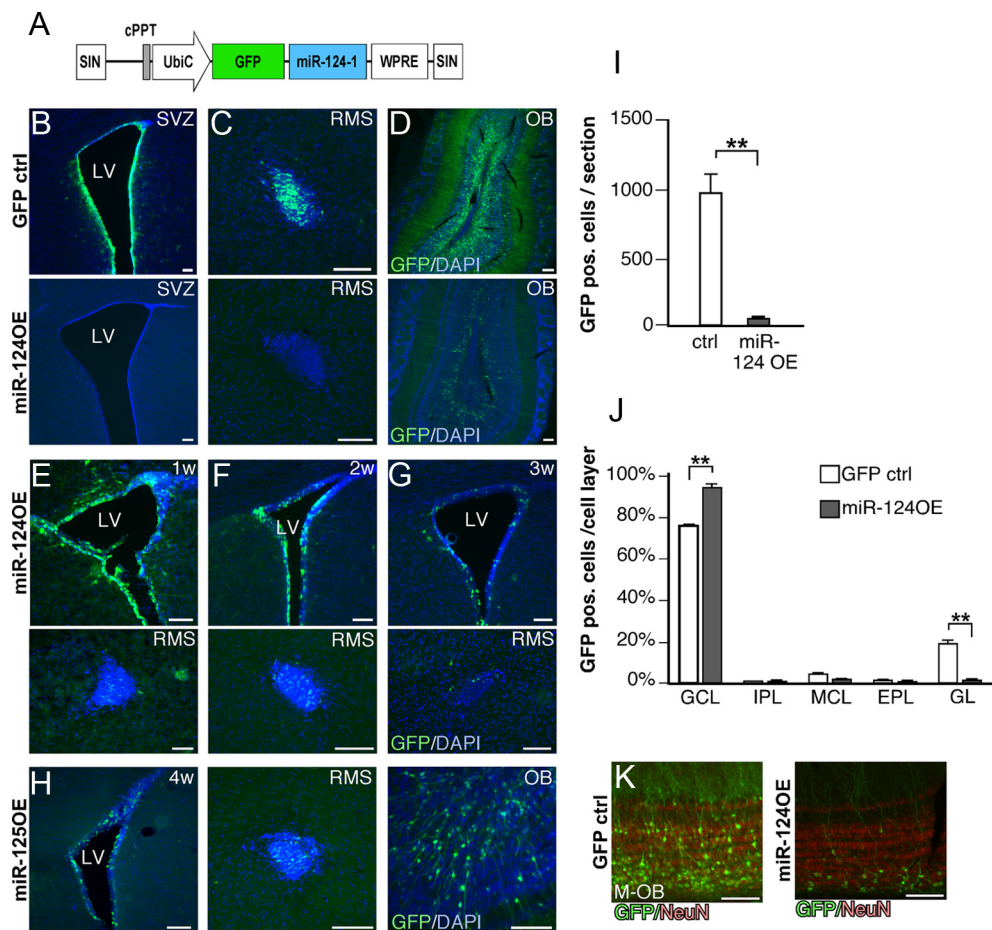 A
SIN cPPT UbiC GFP miR-124-1 WPRE SIN
B SVZ
LV
C RMS
D OB
GFP/DAPI
GFP ctrl
SVZ
LV
RMS
OB
GFP/DAPI
miR-124OE
E 1w
LV
F 2w
LV
G 3w
LV
miR-124OE
RMS
RMS
RMS
GFP/DAPI
H 4w
LV
RMS
OB
GFP/DAPI
miR-125OE
I
GFP pos. cells / section
1500
1000
500
0
**
ctrl
miR-
124 OE
J
GFP pos. cells /cell layer
100%
80%
60%
40%
20%
0%
**
**
GFP ctrl
miR-124OE
GCL IPL MCL EPL GL
K
GFP ctrl
M-OB
GFP/NeuN
miR-124OE
GFP/NeuN